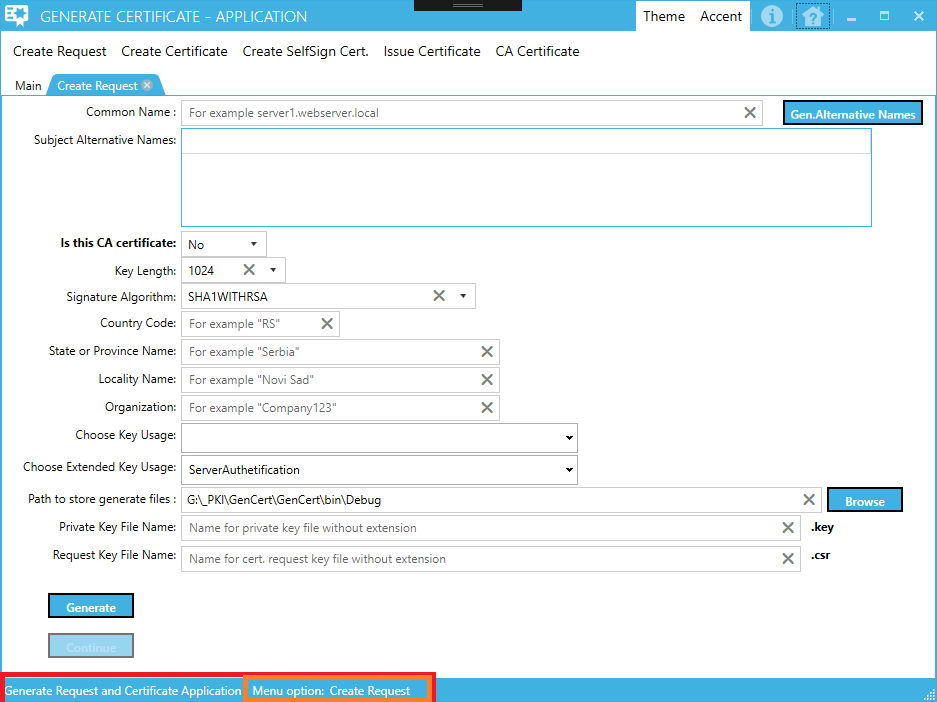 GENERATE CERTIFICATE - APPLICATION
Theme Accent
Create Request Create Certificate Create SelfSign Cert. Issue Certificate CA Certificate
Main Create Request
Common Name : For example server1.webserver.local Gen.Alternative Names
Subject Alternative Names:
Is this CA certificate: No
Key Length: 1024
Signature Algorithm: SHA1WITHRSA
Country Code: For example "RS"
State or Province Name: For example "Serbia"
Locality Name: For example "Novi Sad"
Organization: For example "Company123"
Choose Key Usage:
Choose Extended Key Usage: ServerAuthetification
Path to store generate files : G:\_PKI\GenCert\GenCert\bin\Debug Browse
Private Key File Name: Name for private key file without extension .key
Request Key File Name: Name for cert. request key file without extension .csr
Generate
Continue
Generate Request and Certificate Application Menu option: Create Request